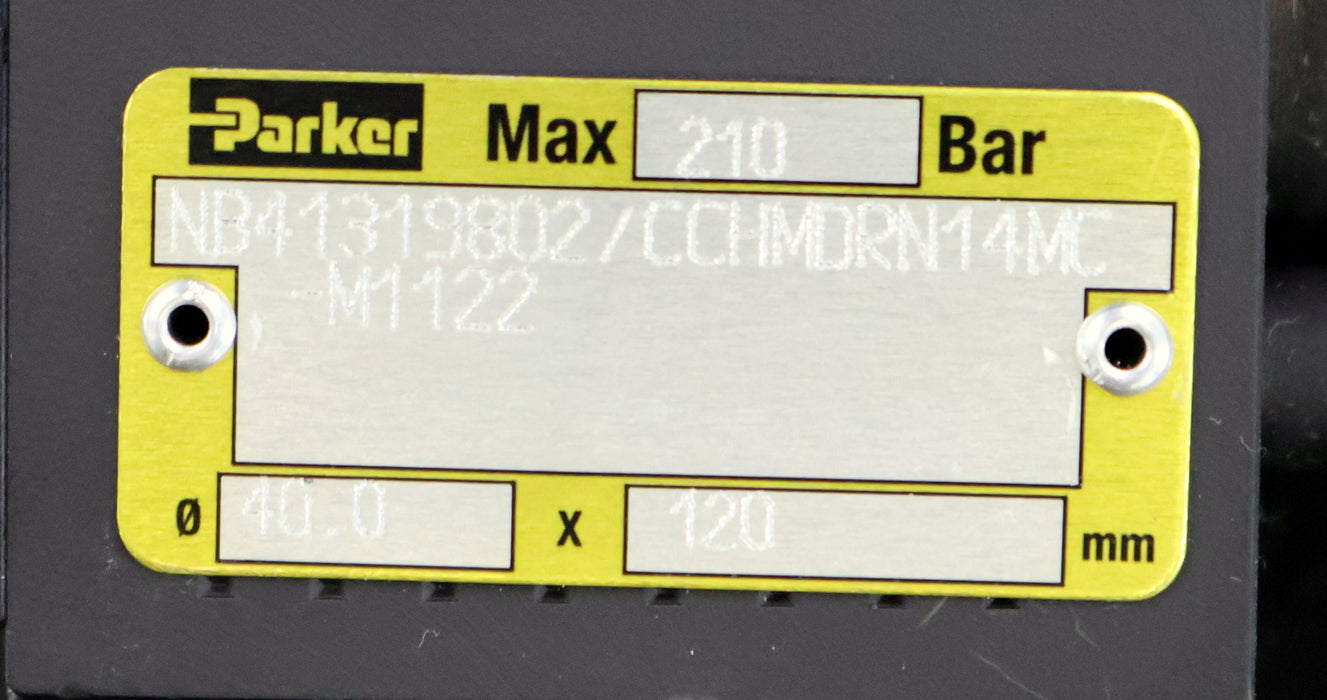 Parker Max 210 Bar
NB41319802/CCHMDRN14MC
-M1122
ø 40.0 X 120 mm